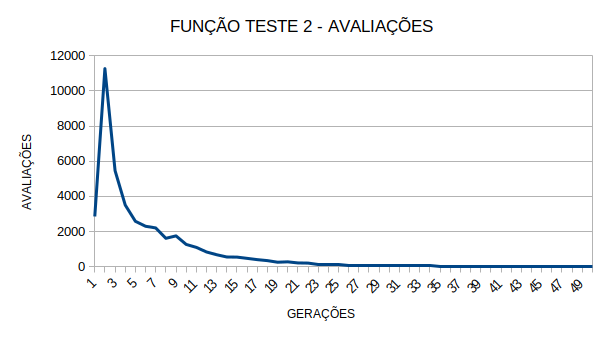 FUNÇÃO TESTE 2 - AVALIAÇÕES
12000
10000
8000
6000
4000
2000
0
AVALIAÇÕES
1 3 5 7 9 11 13 15 17 19 21 23 25 27 29 31 33 35 37 39 41 43 45 47 49
GERAÇÕES